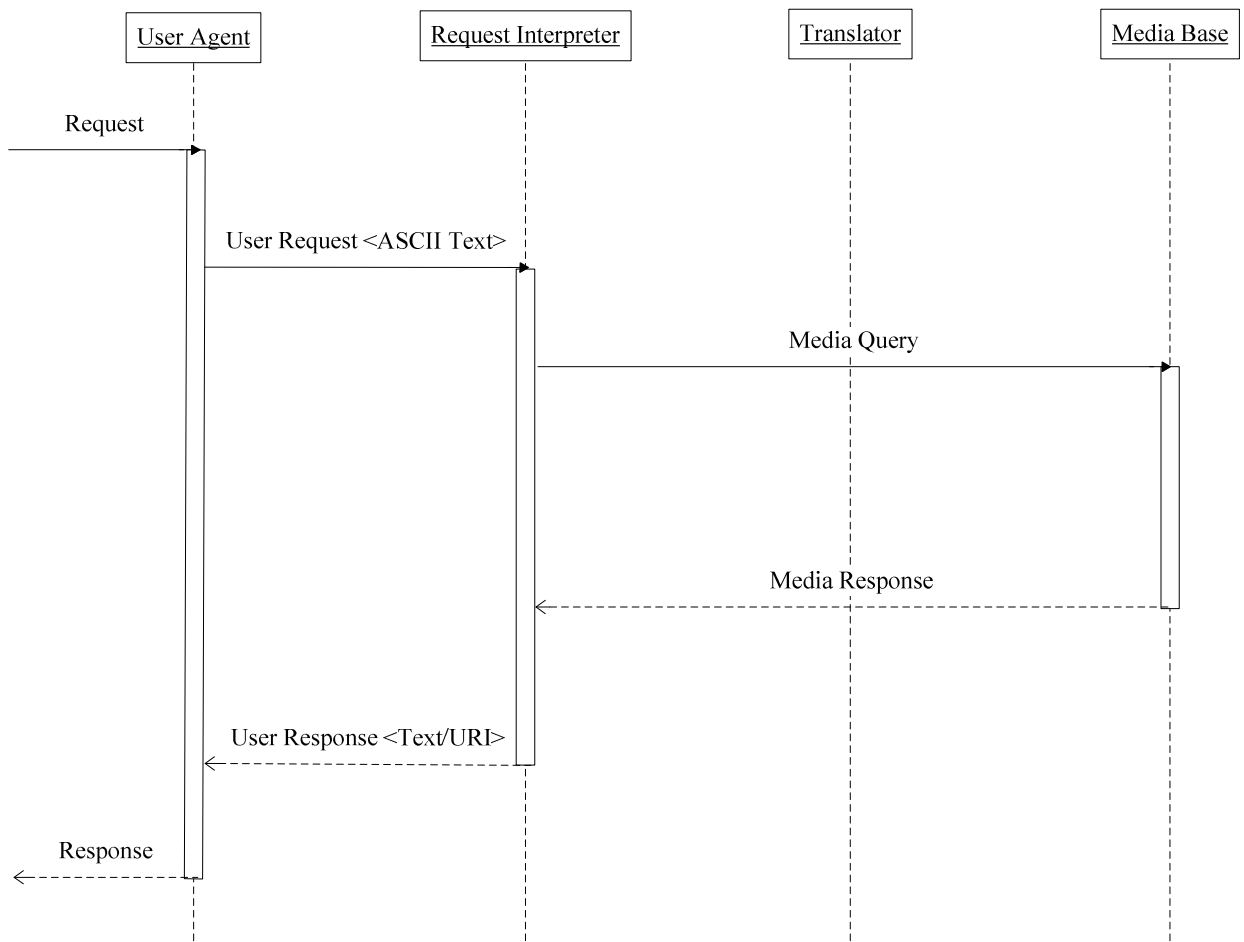 User Agent
Request Interpreter
Translator
Media Base
Request
User Request <ASCII Text>
Media Query
Media Response
User Response <Text/URI>
Response